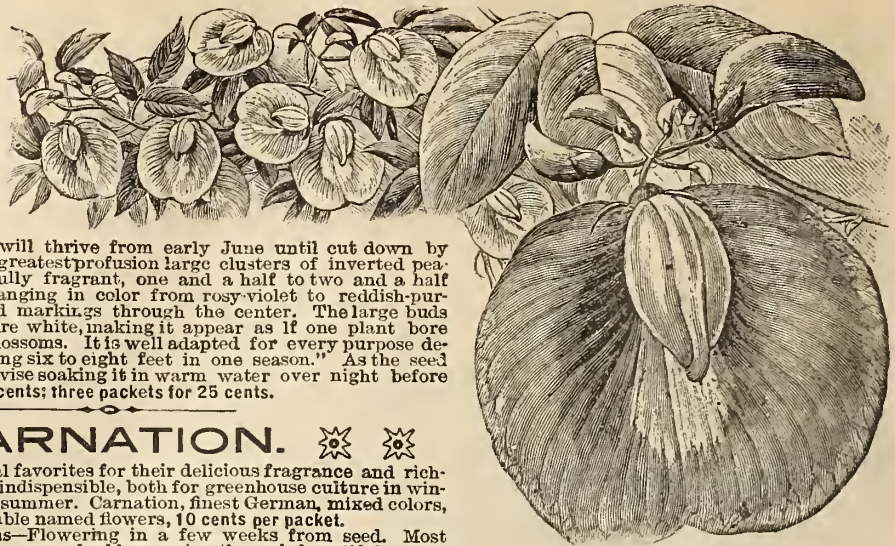 will thrive from early June until cut down by
greatest profusion large clusters of inverted pea-
ully fragrant, one and a half to two and a half
anging in color from rosy-violet to reddish-pur-
d markings through the center. The large buds
re white, making it appear as if one plant bore
lossoms. It is well adapted for every purpose de-
ng six to eight feet in one season." As the seed
vise soaking it in warm water over night before
cents; three packets for 25 cents.
ARNATION.
al favorites for their delicious fragrance and rich-
indispensible, both for greenhouse culture in win-
summer. Carnation, finest German, mixed colors,
ble named flowers, 10 cents per packet.
s—Flowering in a few weeks from seed. Most